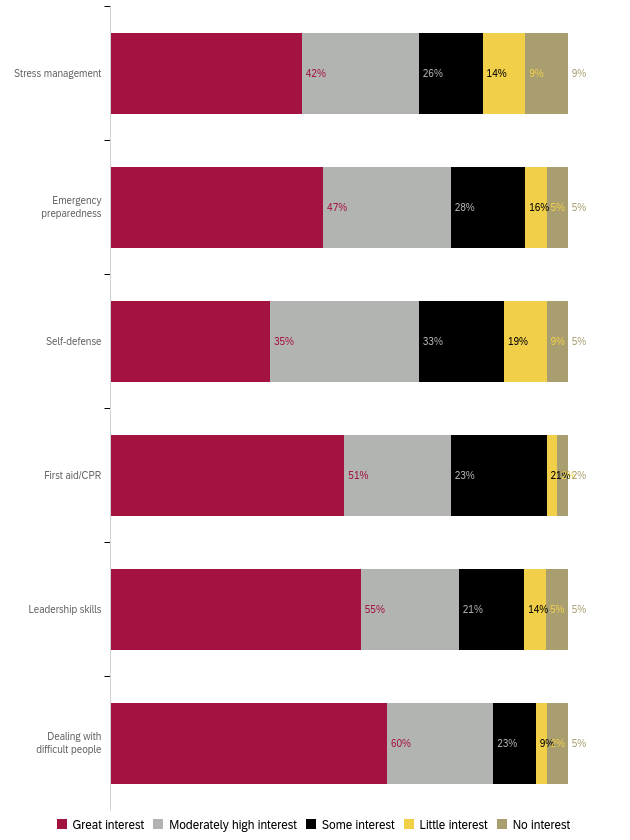 Stress management
42%
26%
14%
9%
9%
Emergency
preparedness
47%
28%
16%
5%
5%
Self-defense
35%
33%
19%
9%
5%
First aid/CPR
51%
23%
21%
2%
Leadership skills
55%
21%
14%
5%
5%
Dealing with
difficult people
60%
23%
9%
5%
Great interest
Moderately high interest
Some interest
Little interest
No interest